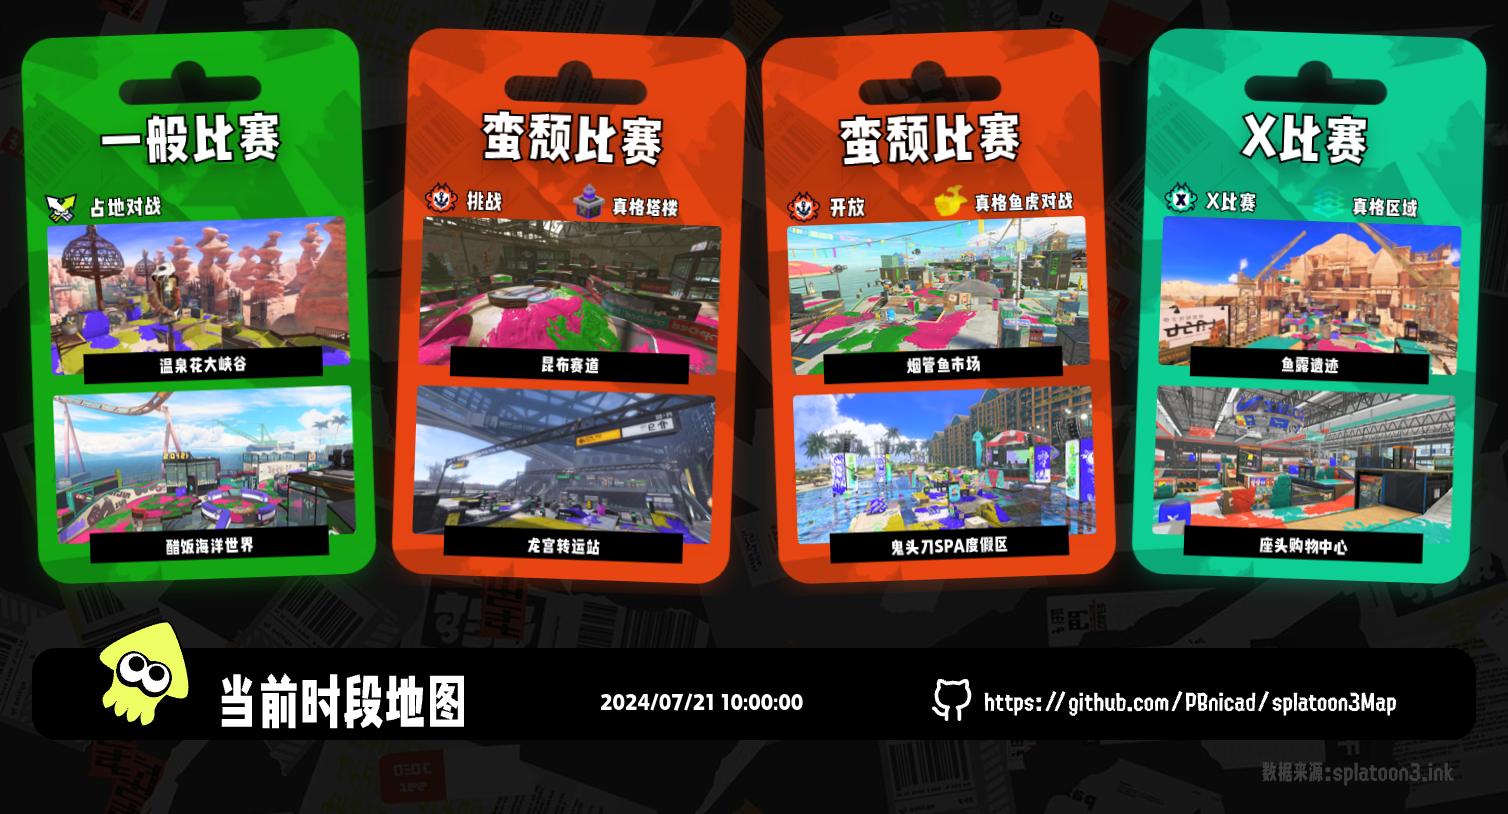 一般比赛
占地对战
温泉花大峡谷
醋饭海洋世界
蛮颓比赛
挑战
真格塔楼
昆布赛道
龙宫转运站
蛮颓比赛
开放
真格鱼虎对战
烟管鱼市场
鬼头刀SPA度假区
X比赛
X比赛
真格区域
鱼露遗迹
座头购物中心
当前时段地图
2024/07/21 10:00:00
https://github.com/PBnicad/splatoon3Map
数据来源:splatoon3.ink